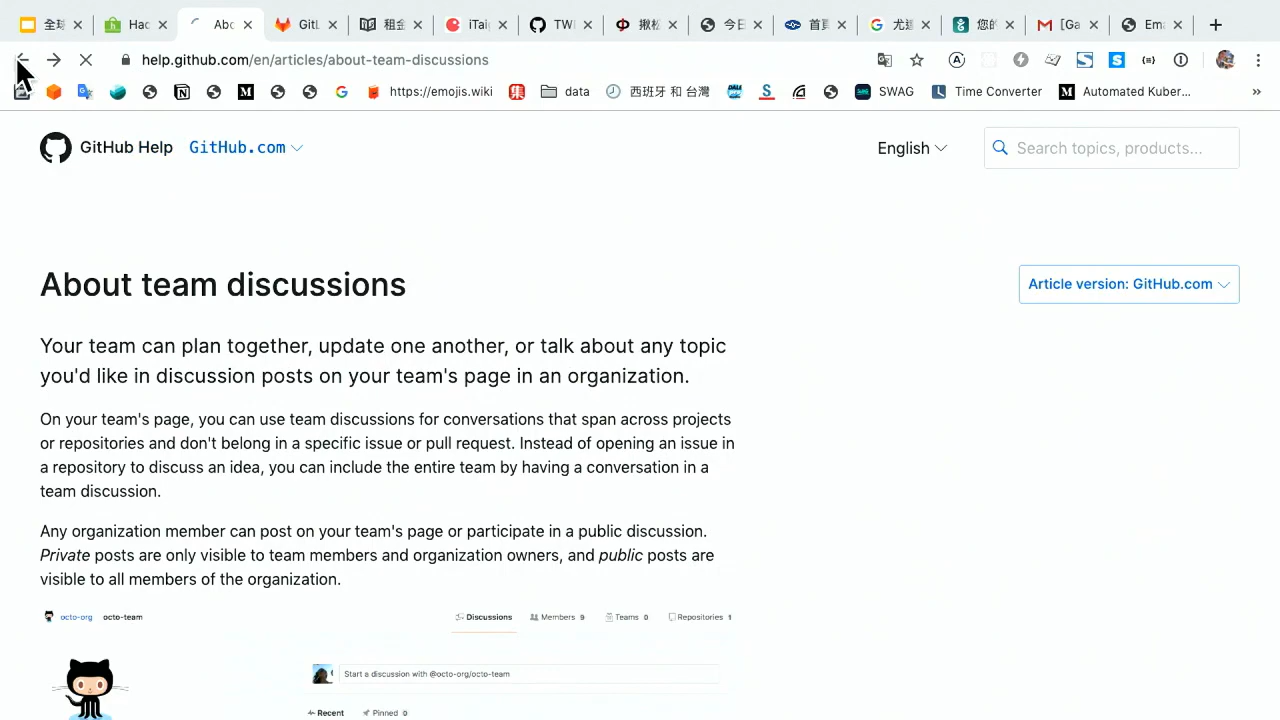 全球
Hac
Abo
GitL
租金
iTaig
TWI
揪松
今日
首頁
尤達
您的
[Ga
Ema
help.github.com/en/articles/about-team-discussions
https://emojis.wiki
data
西班牙 和 台灣
SWAG
Time Converter
Automated Kuber...
»
GitHub Help
GitHub.com
English
Search topics, products...
About team discussions
Article version: GitHub.com
Your team can plan together, update one another, or talk about any topic
you'd like in discussion posts on your team's page in an organization.
On your team's page, you can use team discussions for conversations that span across projects
or repositories and don't belong in a specific issue or pull request. Instead of opening an issue in
a repository to discuss an idea, you can include the entire team by having a conversation in a
team discussion.
Any organization member can post on your team's page or participate in a public discussion.
Private posts are only visible to team members and organization owners, and public posts are
visible to all members of the organization.
octo-org octo-team
Discussions Members 9 Teams 0 Repositories 1
Start a discussion with @octo-org/octo-team
Recent Pinned 0